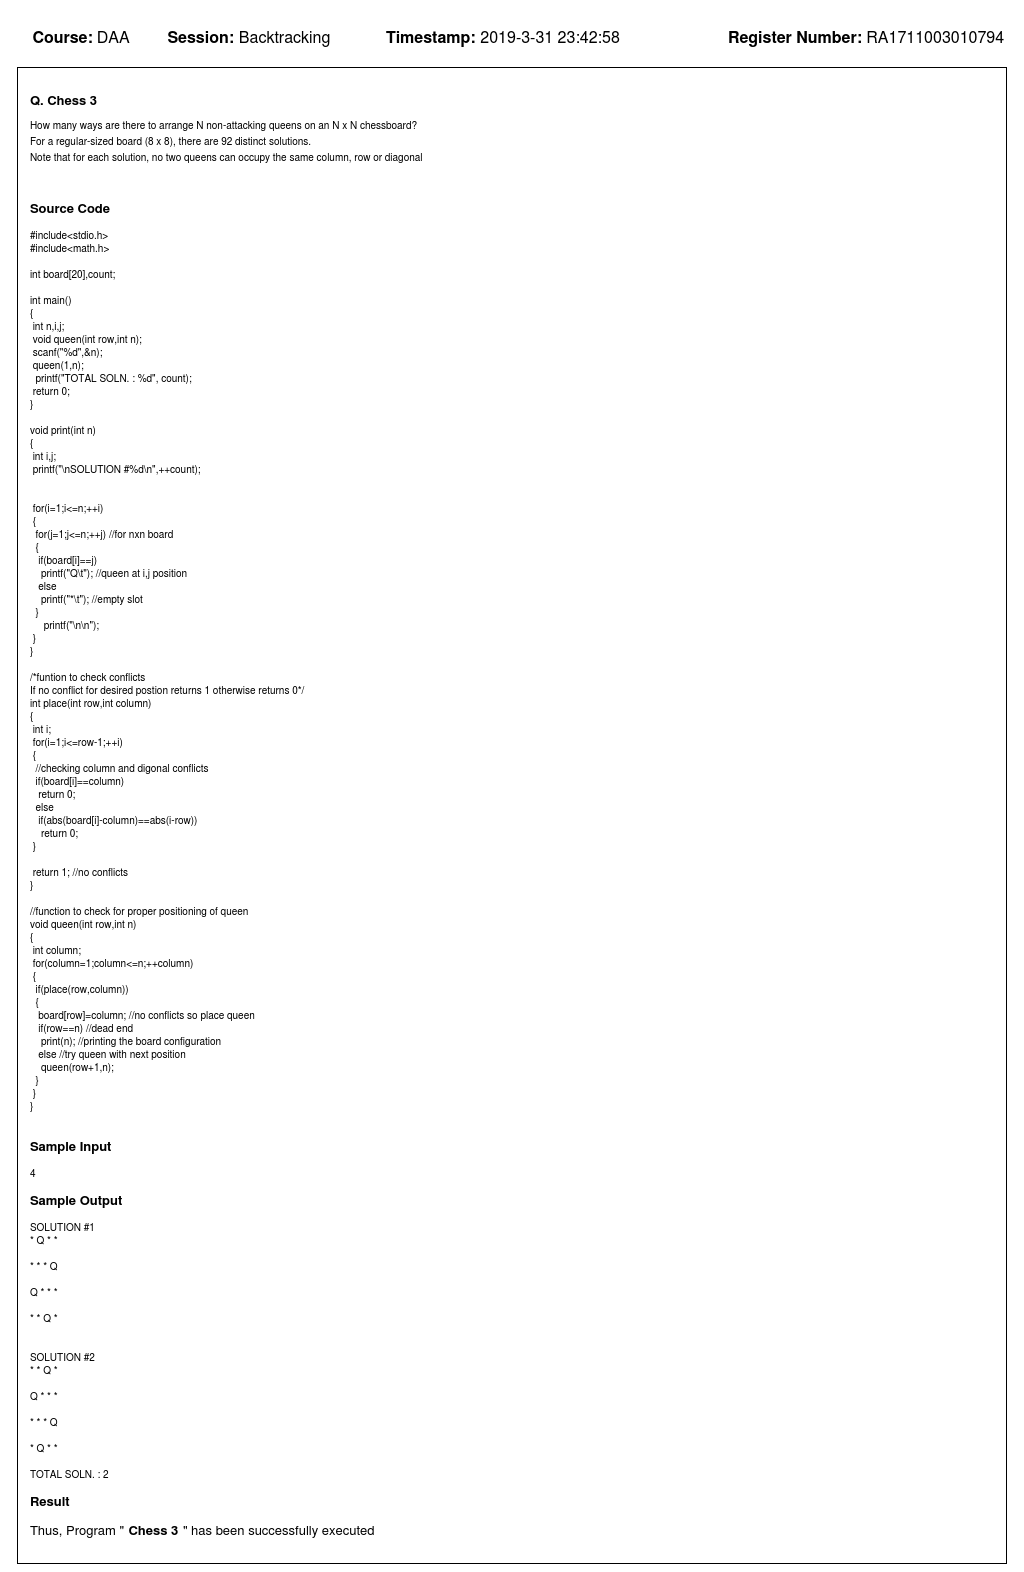 Course: DAA Session: Backtracking Timestamp: 2019-3-31 23:42:58 Register Number: RA1711003010794
Q. Chess 3
How many ways are there to arrange N non-attacking queens on an N x N chessboard?
For a regular-sized board (8 x 8), there are 92 distinct solutions.
Note that for each solution, no two queens can occupy the same column, row or diagonal
Source Code
#include<stdio.h>
#include<math.h>
int board[20],count;
int main()
{
int n,i,j;
void queen(int row,int n);
scanf("%d",&n);
queen(1,n);
printf("TOTAL SOLN. : %d", count);
return 0;
}
void print(int n)
{
int i,j;
printf("\nSOLUTION #%d\n",++count);
for(i=1;i<=n;++i)
{
for(j=1;j<=n;++j) //for nxn board
{
if(board[i]==j)
printf("Q\t"); //queen at i,j position
else
printf("*\t"); //empty slot
}
printf("\n\n");
}
}
/*funtion to check conflicts
If no conflict for desired postion returns 1 otherwise returns 0*/
int place(int row,int column)
{
int i;
for(i=1;i<=row-1;++i)
{
//checking column and digonal conflicts
if(board[i]==column)
return 0;
else
if(abs(board[i]-column)==abs(i-row))
return 0;
}
return 1; //no conflicts
}
//function to check for proper positioning of queen
void queen(int row,int n)
{
int column;
for(column=1;column<=n;++column)
{
if(place(row,column))
{
board[row]=column; //no conflicts so place queen
if(row==n) //dead end
print(n); //printing the board configuration
else //try queen with next position
queen(row+1,n);
}
}
}
Sample Input
4
Sample Output
SOLUTION #1
* Q * *
* * * Q
Q * * *
* * Q *
SOLUTION #2
* * Q *
Q * * *
* * * Q
* Q * *
TOTAL SOLN. : 2
Result
Thus, Program " Chess 3 " has been successfully executed